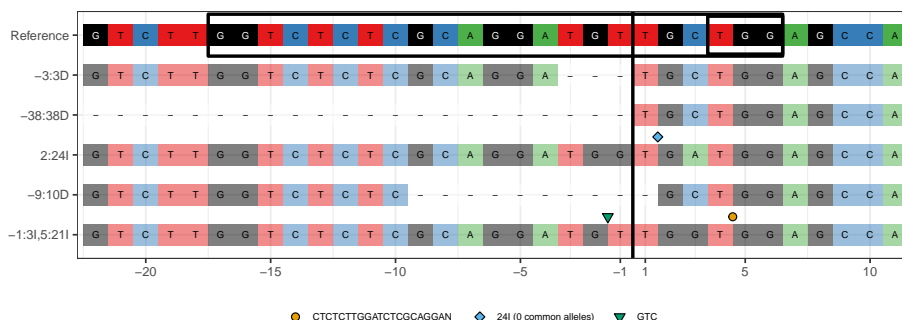 Reference G T C T T G G T C T C T C G C A G G A T G T T G C T G G A G C C A
−3:3D G T C T T G G T C T C T C G C A G G A − − − T G C T G G A G C C A
−38:38D − − − − − − − − − − − − − − − − − − − − − − T G C T G G A G C C A
2:24I G T C T T G G T C T C T C G C A G G A T G G T G A T G G A G C C A
−9:10D G T C T T G G T C T C T C − − − − − − − − − − G C T G G A G C C A
−1:3I,5:21I G T C T T G G T C T C T C G C A G G A T G T T G G T G G A G C C A
−20 −15 −10 −5 −1 1 5 10
CTCTCTTGGATCTCGCAGGAN 24I (0 common alleles) GTC